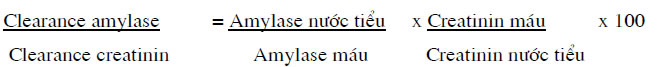 Clearance amylase = Amylase nước tiểu x Creatinin máu x 100
Clearance creatinin Amylase máu Creatinin nước tiểu